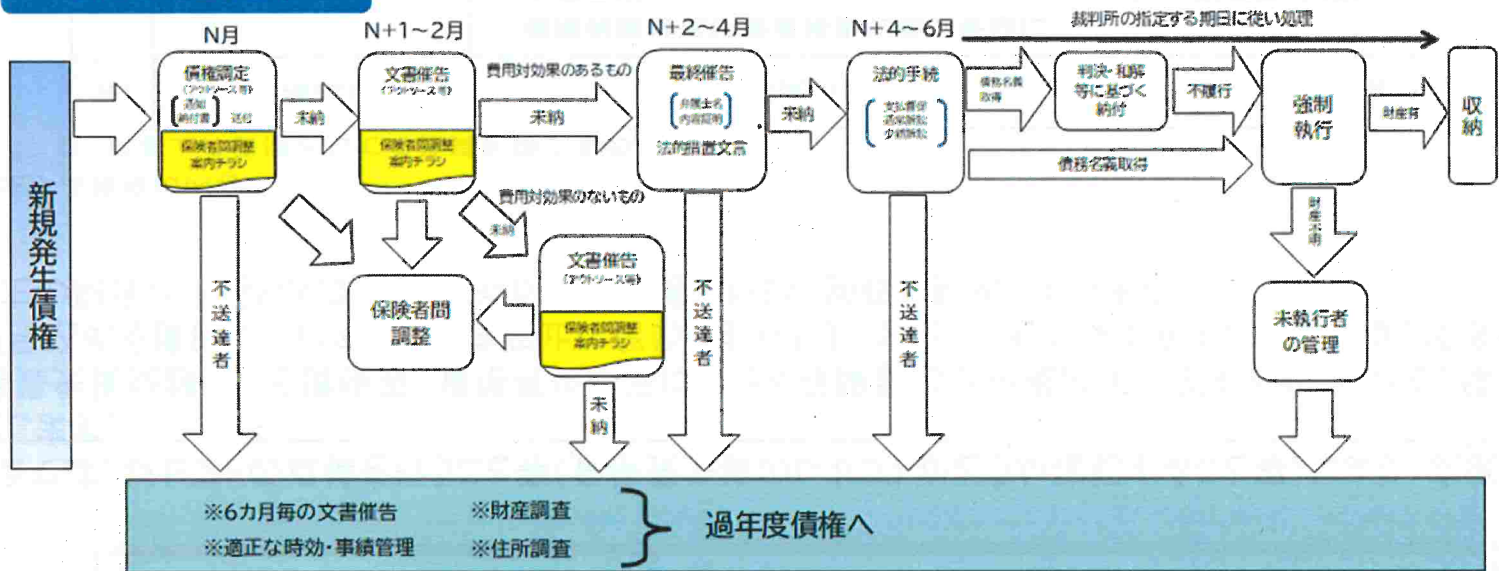 N月
N+1～2月
N+2～4月
N+4～6月
裁判所の指定する期日に従い処理
新規発生債権
債権調定
(アウトソース等)
通知
納付書
送付
保険者間調整
案内チラシ
未納
文書催告
(アウトソース等)
保険者間調整
案内チラシ
費用対効果のあるもの
未納
最終催告
弁護士名
内容証明
法的措置文言
未納
法的手続
支払督促
通常訴訟
少額訴訟
債務名義
取得
判決・和解
等に基づく
納付
不履行
債務名義取得
強制
執行
財産有
収納
費用対効果のないもの
未納
文書催告
(アウトソース等)
保険者間調整
案内チラシ
保険者間
調整
不送達者
未納
不送達者
不送達者
財産不明
未執行者
の管理
※6カ月毎の文書催告
※財産調査
※適正な時効・事績管理
※住所調査
過年度債権へ